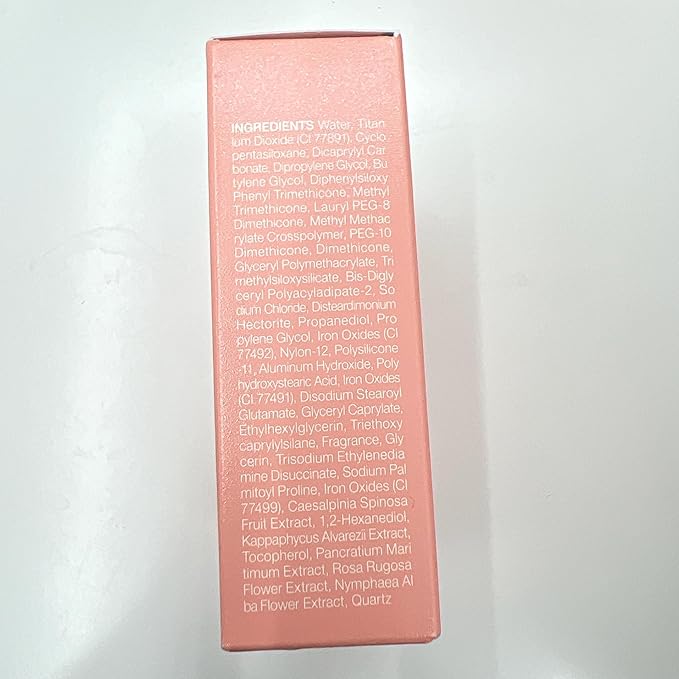 INGREDIENTS Water, Titan
ium Dioxide (CI 77891), Cyclo
pentasiloxane, Dicaprylyl Car
bonate, Dipropylene Glycol, Bu
tylene Glycol, Diphenylsiloxy
Phenyl Trimethicone, Methyl
Trimethicone, Lauryl PEG-8
Dimethicone, Methyl Methac
rylate Crosspolymer, PEG-10
Dimethicone, Dimethicone,
Glyceryl Polymethacrylate, Tri
methylsiloxysilicate, Bis-Digly
ceryl Polyacyladipate-2, So
dium Chloride, Disteardimonium
Hectorite, Propanediol, Pro
pylene Glycol, Iron Oxides (CI
77492), Nylon-12, Polysilicone
-11, Aluminum Hydroxide, Poly
hydroxystearic Acid, Iron Oxides
(CI 77491), Disodium Stearoyl
Glutamate, Glyceryl Caprylate,
Ethylhexylglycerin, Triethoxy
caprylylsilane, Fragrance, Gly
cerin, Trisodium Ethylenedia
mine Disuccinate, Sodium Pal
mitoyl Proline, Iron Oxides (CI
77499), Caesalpinia Spinosa
Fruit Extract, 1,2-Hexanediol,
Kappaphycus Alvarezii Extract,
Tocopherol, Pancratium Mari
timum Extract, Rosa Rugosa
Flower Extract, Nymphaea Al
ba Flower Extract, Quartz